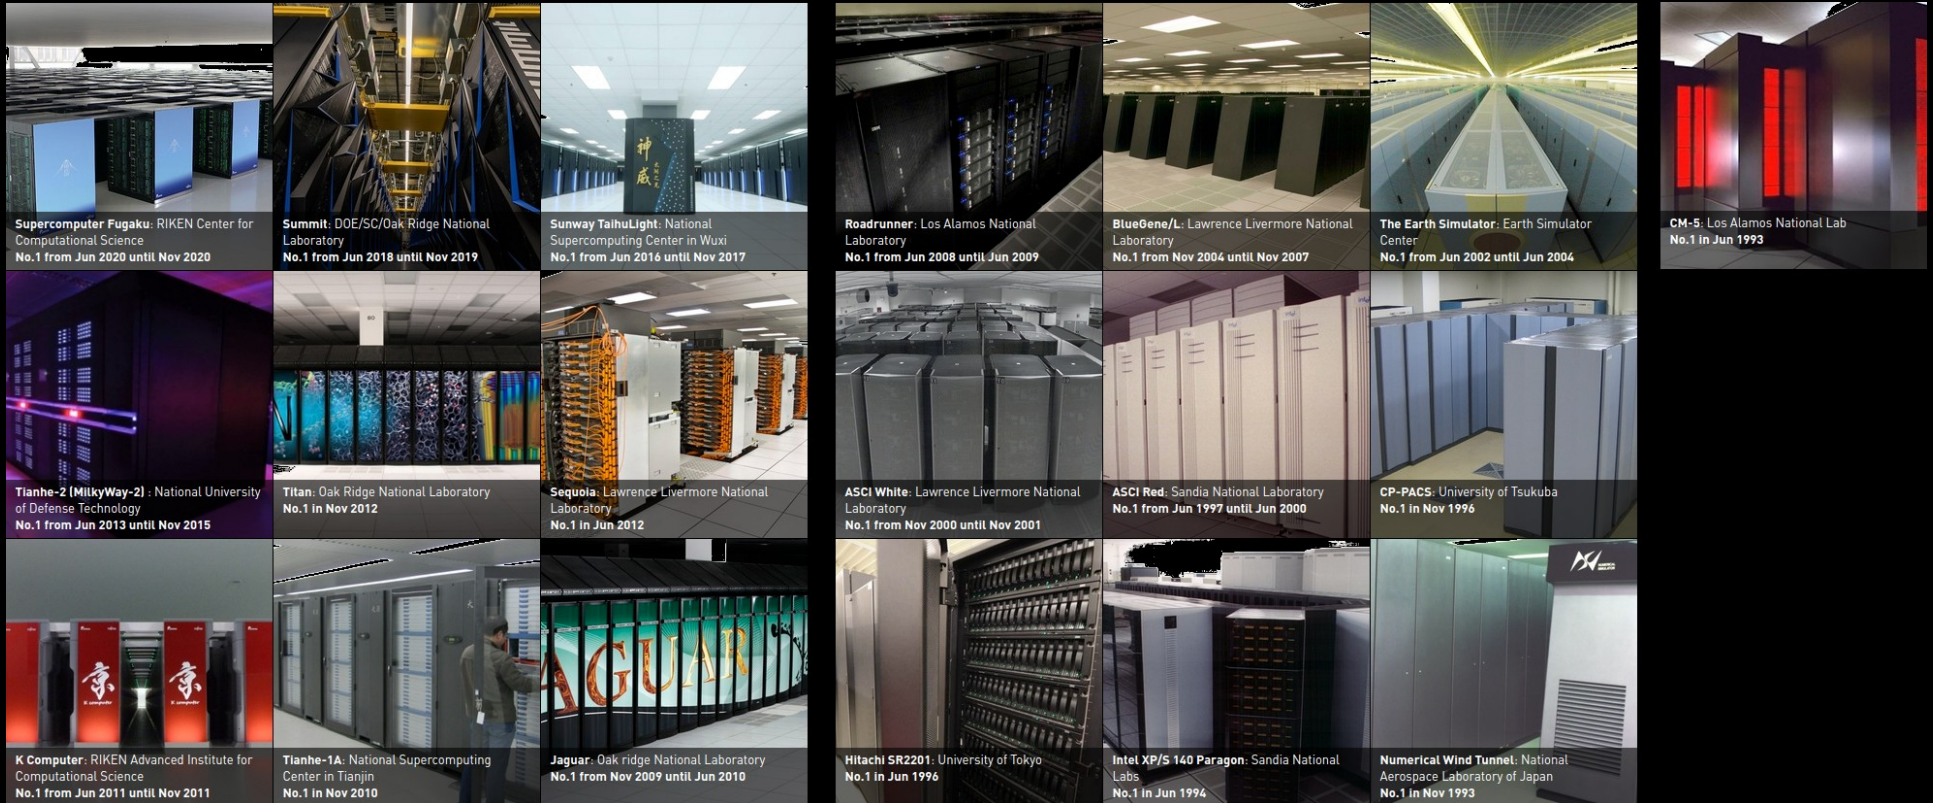 Supercomputer Fugaku: RIKEN Center for
Computational Science
No.1 from Jun 2020 until Nov 2020
Summit: DOE/SC/Oak Ridge National
Laboratory
No.1 from Jun 2018 until Nov 2019
神威
Sunway TaihuLight: National
Supercomputing Center in Wuxi
No.1 from Jun 2016 until Nov 2017
Roadrunner: Los Alamos National
Laboratory
No.1 from Jun 2008 until Jun 2009
BlueGene/L: Lawrence Livermore National
Laboratory
No.1 from Nov 2004 until Nov 2007
The Earth Simulator: Earth Simulator
Center
No.1 from Jun 2002 until Jun 2004
CM-5: Los Alamos National Lab
No.1 in Jun 1993
Tianhe-2 (MilkyWay-2) : National University
of Defense Technology
No.1 from Jun 2013 until Nov 2015
Titan: Oak Ridge National Laboratory
No.1 in Nov 2012
Sequoia: Lawrence Livermore National
Laboratory
No.1 in Jun 2012
ASCI White: Lawrence Livermore National
Laboratory
No.1 from Nov 2000 until Nov 2001
ASCI Red: Sandia National Laboratory
No.1 from Jun 1997 until Jun 2000
CP-PACS: University of Tsukuba
No.1 in Nov 1996
京
K computer
京
K computer
K Computer: RIKEN Advanced Institute for
Computational Science
No.1 from Jun 2011 until Nov 2011
Tianhe-1A: National Supercomputing
Center in Tianjin
No.1 in Nov 2010
AGUAR
Jaguar: Oak ridge National Laboratory
No.1 from Nov 2009 until Jun 2010
Hitachi SR2201: University of Tokyo
No.1 in Jun 1996
Intel XP/S 140 Paragon: Sandia National
Labs
No.1 in Jun 1994
Numerical Wind Tunnel: National
Aerospace Laboratory of Japan
No.1 in Nov 1993